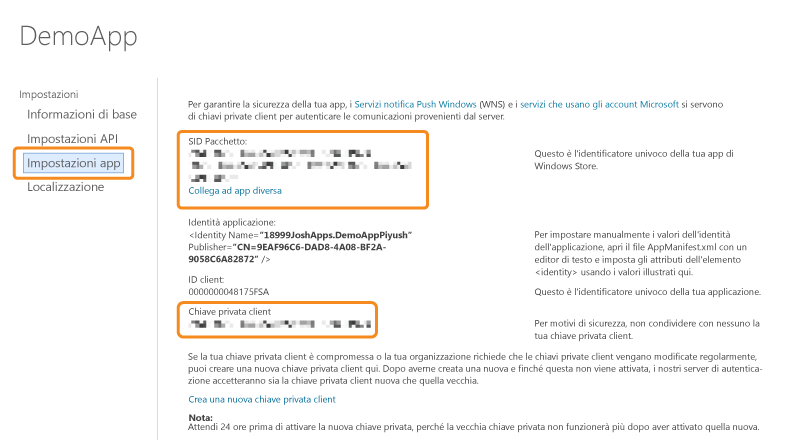 DemoApp
Impostazioni
Informazioni di base
Impostazioni API
Impostazioni app
Localizzazione
Per garantire la sicurezza della tua app, i Servizi notifica Push Windows (WNS) e i servizi che usano gli account Microsoft si servono
di chiavi private client per autenticare le comunicazioni provenienti dal server.
SID Pacchetto:
Collega ad app diversa
Questo è l'identificatore univoco della tua app di
Windows Store.
Identità applicazione:
<Identity Name="18999JoshApps.DemoAppPiyush"
Publisher="CN=9EAF96C6-DAD8-4A08-BF2A-
9058C6A82872" />
Per impostare manualmente i valori dell'identità
dell'applicazione, apri il file AppManifest.xml con un
editor di testo e imposta gli attributi dell'elemento
<identity> usando i valori illustrati qui.
ID client:
0000000048175FSA
Questo è l'identificatore univoco della tua applicazione.
Chiave privata client
Per motivi di sicurezza, non condividere con nessuno la
tua chiave privata client.
Se la tua chiave privata client è compromessa o la tua organizzazione richiede che le chiavi private client vengano modificate regolarmente,
puoi creare una nuova chiave privata client qui. Dopo averne creata una nuova e finché questa non viene attivata, i nostri server di autentica-
zione accetteranno sia la chiave privata client nuova che quella vecchia.
Crea una nuova chiave privata client
Nota:
Attendi 24 ore prima di attivare la nuova chiave privata, perché la vecchia chiave privata non funzionerà più dopo aver attivato quella nuova.